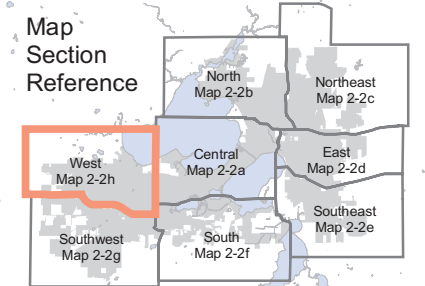 Map
Section
Reference
North
Map 2-2b
Northeast
Map 2-2c
West
Map 2-2h
Central
Map 2-2a
East
Map 2-2d
Southeast
Map 2-2e
Southwest
Map 2-2g
South
Map 2-2f